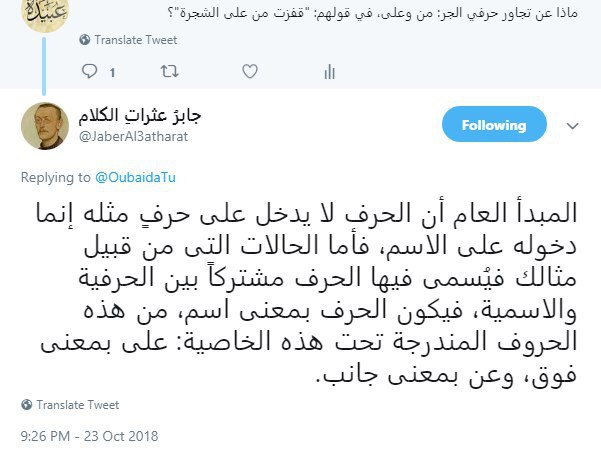 عُبَيْدَة
ماذا عن تجاور حرفي الجر: من وعلى، في قولهم: "قفزت من على الشجرة"؟
Translate Tweet
1
جابرُ عثراتِ الكلام
@JaberAl3atharat
Following
Replying to @OubaidaTu
المبدأ العام أن الحرف لا يدخل على حرفٍ مثله إنما
دخوله على الاسم، فأما الحالات التي من قبيل
مثالك فيُسمى فيها الحرف مشتركاً بين الحرفية
والاسمية، فيكون الحرف بمعنى اسم، من هذه
الحروف المندرجة تحت هذه الخاصية: على بمعنى
فوق، وعن بمعنى جانب.
Translate Tweet
9:26 PM - 23 Oct 2018